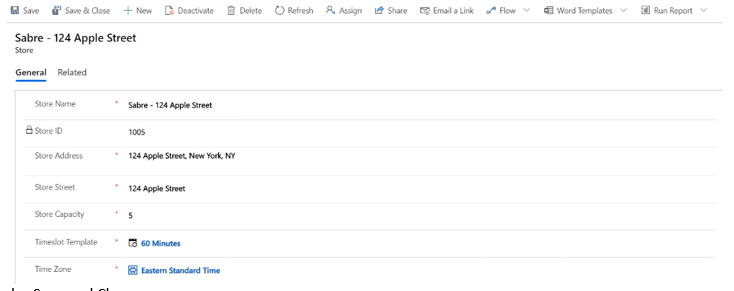 Save Save & Close New Deactivate Delete Refresh Assign Share Email a Link Flow Word Templates Run Report
Sabre - 124 Apple Street
Store
General Related
Store Name * Sabre - 124 Apple Street
Store ID 1005
Store Address * 124 Apple Street, New York, NY
Store Street * 124 Apple Street
Store Capacity * 5
Timeslot Template * 60 Minutes
Time Zone * Eastern Standard Time